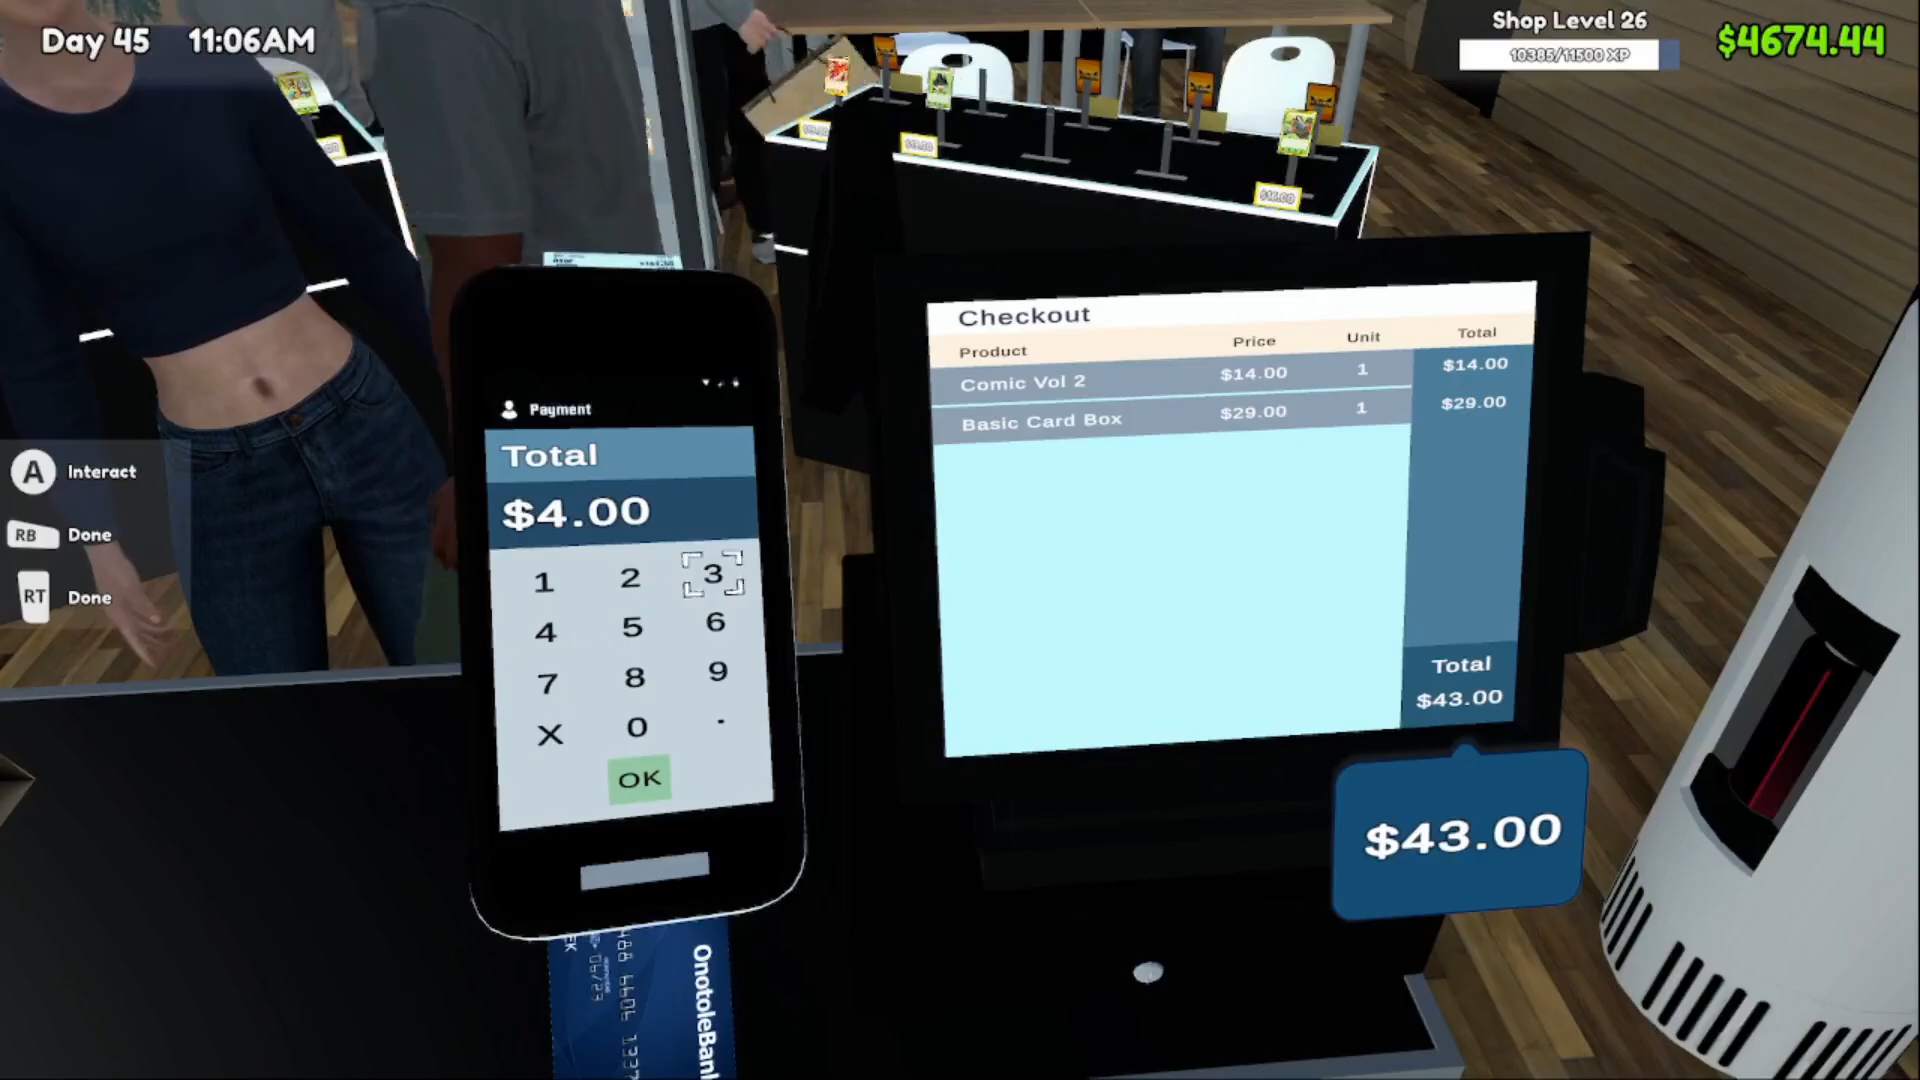 Day 45 11:06AM
Shop Level 26
10385/11500 XP
$4674.44
A Interact
RB Done
RT Done
Payment
Total
$4.00
1 2 3
4 5 6
7 8 9
X 0 .
OK
Checkout
Product Price Unit Total
Comic Vol 2 $14.00 1 $14.00
Basic Card Box $29.00 1 $29.00
Total
$43.00
$43.00
$16.00
OnotoleBank